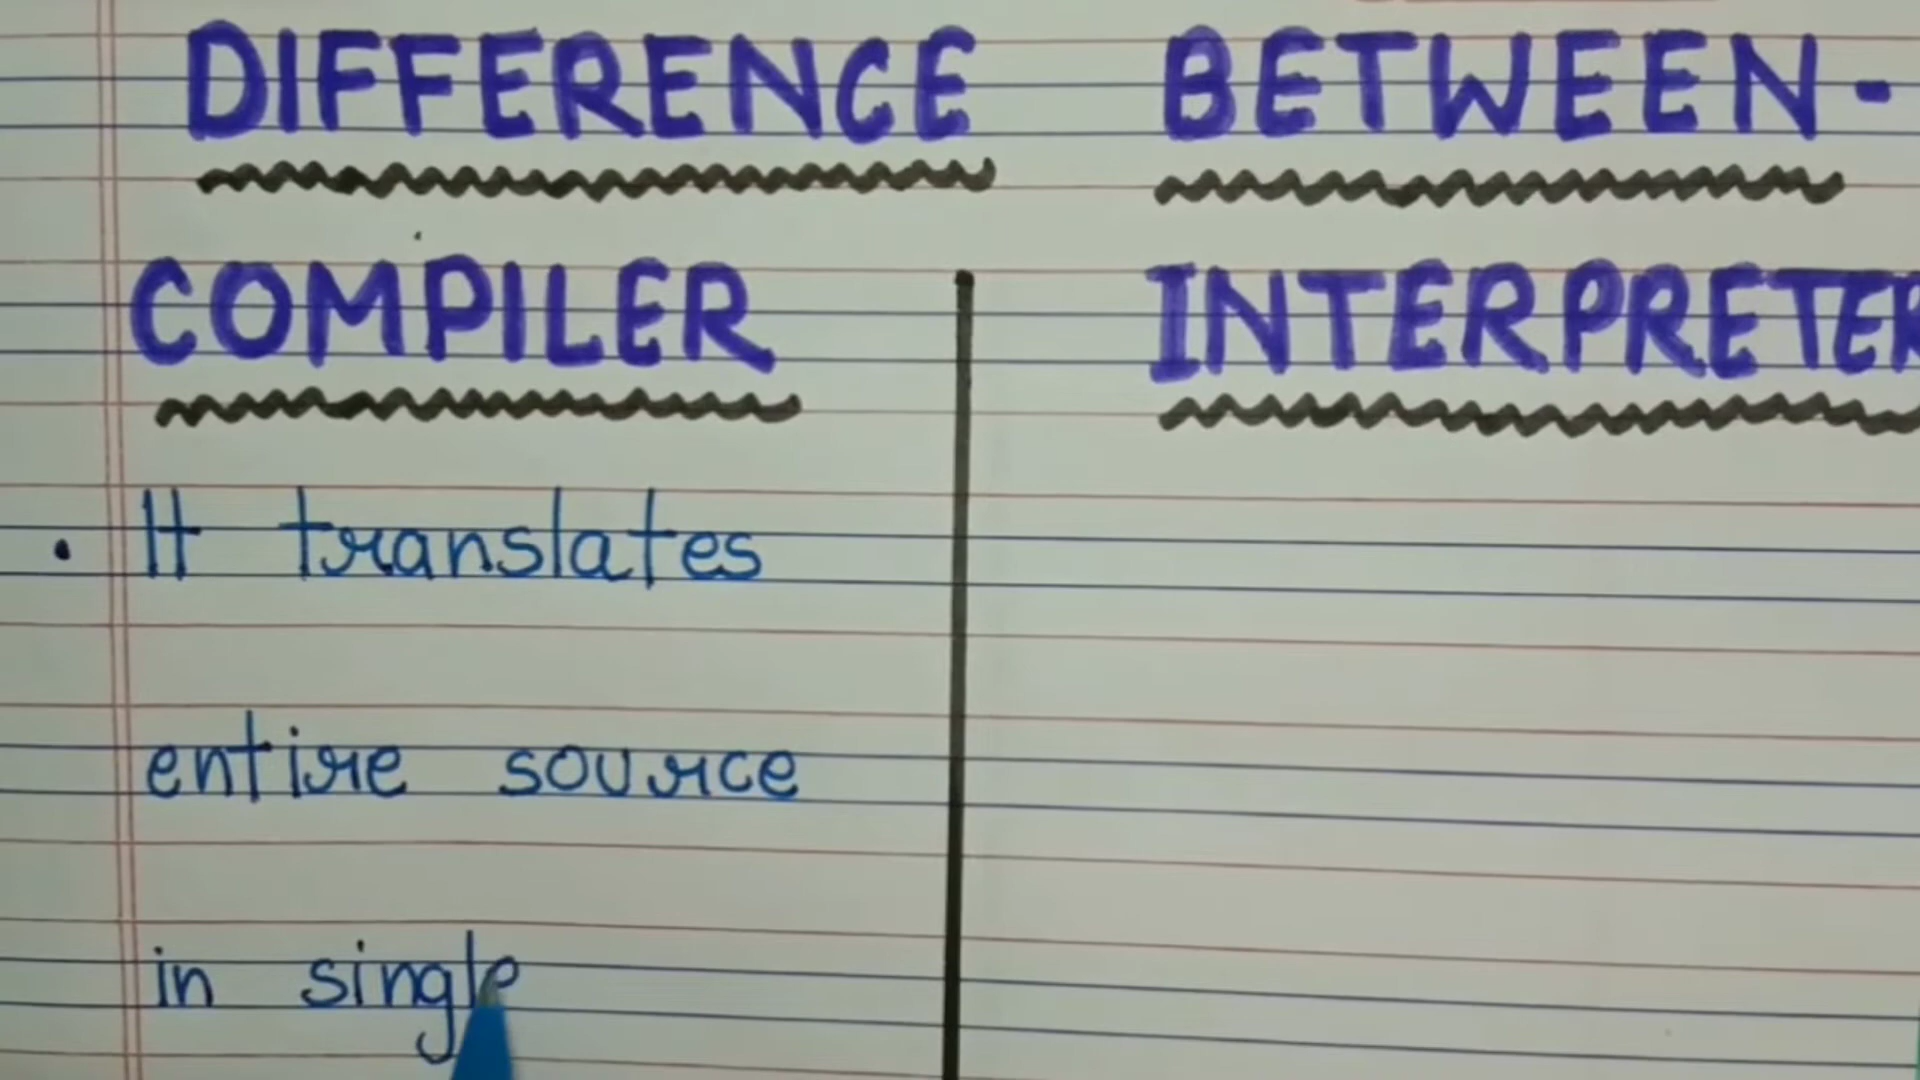 DIFFERENCE BETWEEN-
COMPILER
INTERPRETER
• It translates
entire source
in single